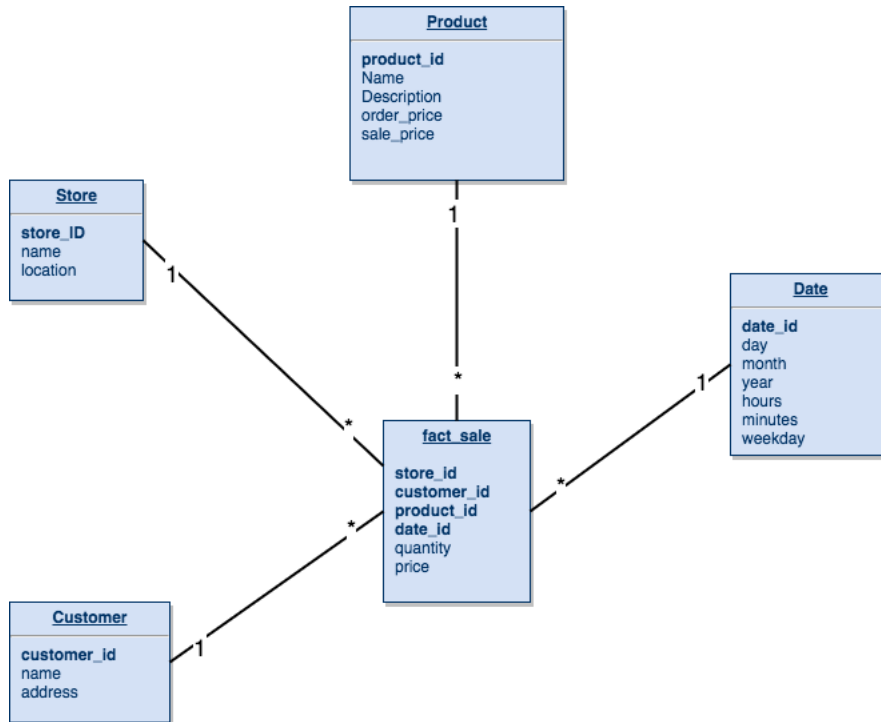 Product
product_id
Name
Description
order_price
sale_price
1
Store
store_ID
name
location
1
Date
date_id
day
month
year
hours
minutes
weekday
1
*
*
fact_sale
store_id
customer_id
product_id
date_id
quantity
price
*
*
Customer
customer_id
name
address
1